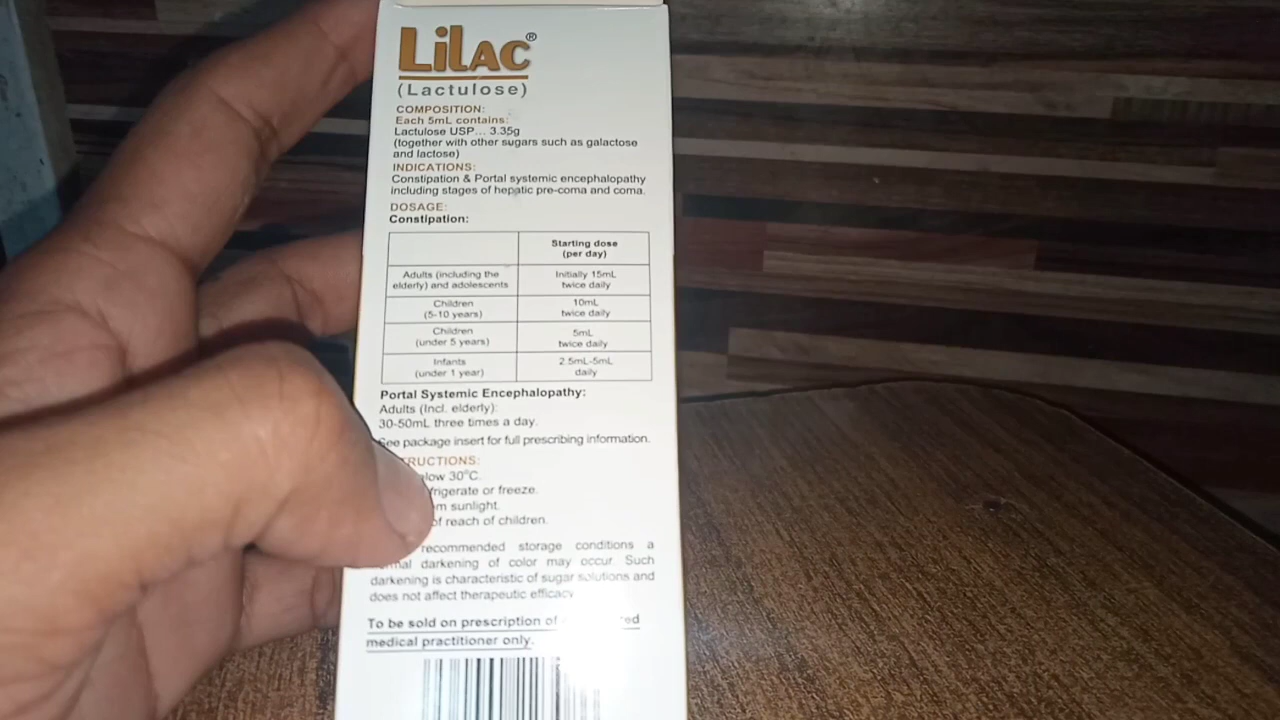 LiLAC®
(Lactulose)
COMPOSITION:
Each 5mL contains:
Lactulose USP... 3.35g
(together with other sugars such as galactose
and lactose)
INDICATIONS:
Constipation & Portal systemic encephalopathy
including stages of hepatic pre-coma and coma.
DOSAGE:
Constipation:
Starting dose
(per day)
Adults (including the
elderly) and adolescents
Initially 15mL
twice daily
Children
(5-10 years)
10mL
twice daily
Children
(under 5 years)
5mL
twice daily
Infants
(under 1 year)
2.5mL-5mL
daily
Portal Systemic Encephalopathy:
Adults (Incl. elderly):
30-50mL three times a day.
See package insert for full prescribing information.
RUCTIONS:
low 30°C.
frigerate or freeze.
m sunlight.
of reach of children.
recommended storage conditions a
mal darkening of color may occur. Such
darkening is characteristic of sugar solutions and
does not affect therapeutic efficacy
To be sold on prescription of ed
medical practitioner only.